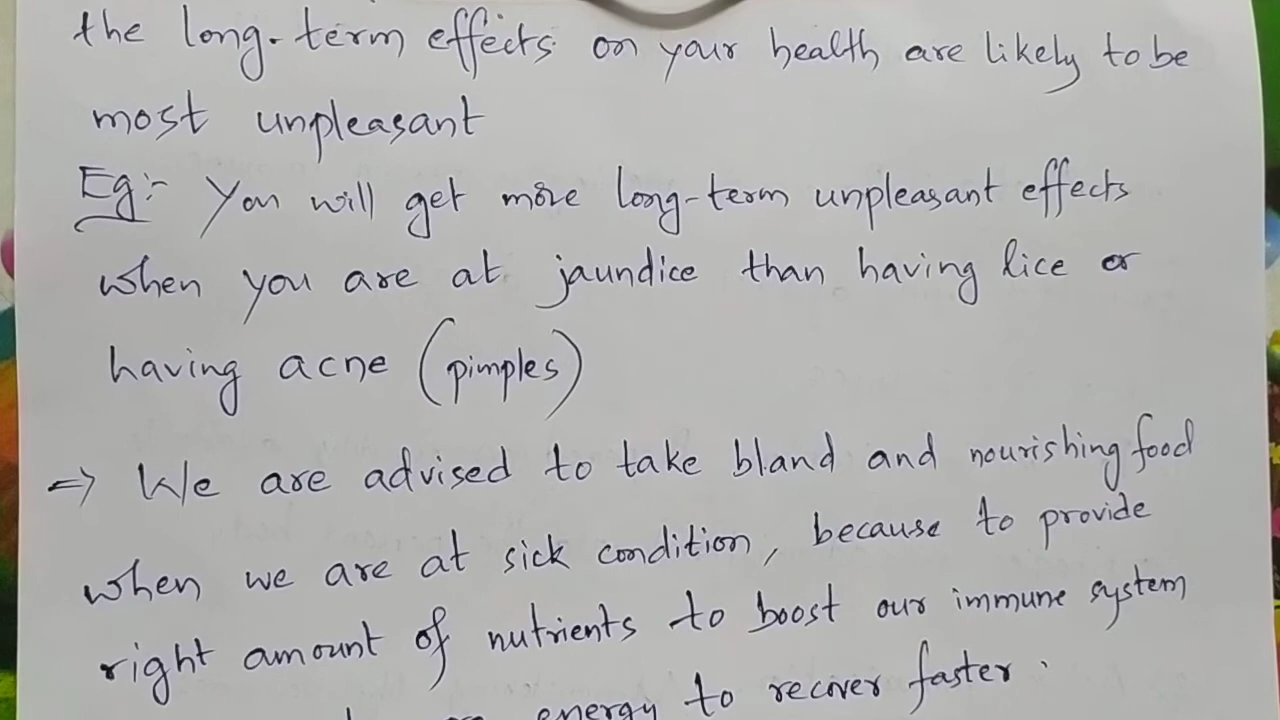 the long-term effects on your health are likely to be
most unpleasant
Eg:- You will get more long-term unpleasant effects
when you are at jaundice than having lice or
having acne (pimples)
=> We are advised to take bland and nourishing food
when we are at sick condition, because to provide
right amount of nutrients to boost our immune system
energy to recover faster.